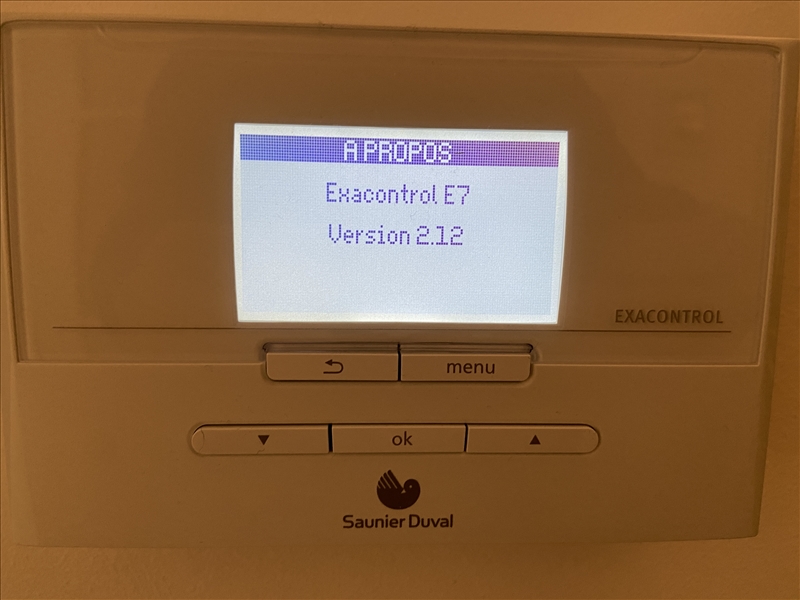 A PROPOS
Exacontrol E7
Version 2.12
EXACONTROL
menu
ok
Saunier Duval